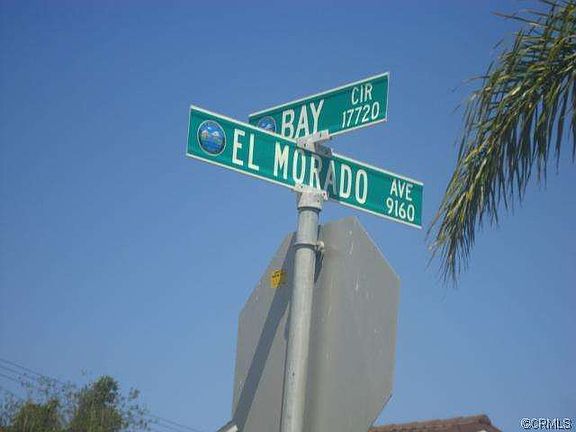 BAY CIR
17720
EL MORADO AVE
9160
©CRMLS